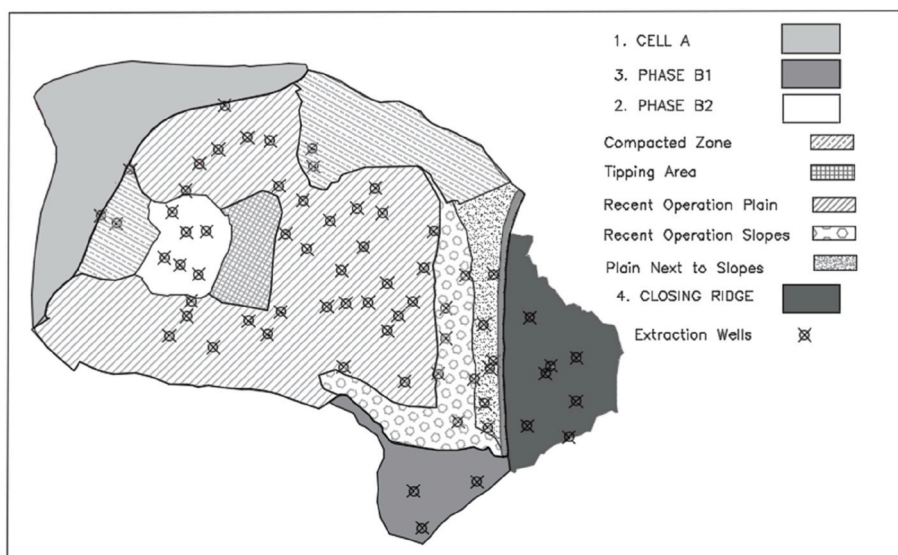 1. CELL A
3. PHASE B1
2. PHASE B2
Compacted Zone
Tipping Area
Recent Operation Plain
Recent Operation Slopes
Plain Next to Slopes
4. CLOSING RIDGE
Extraction Wells